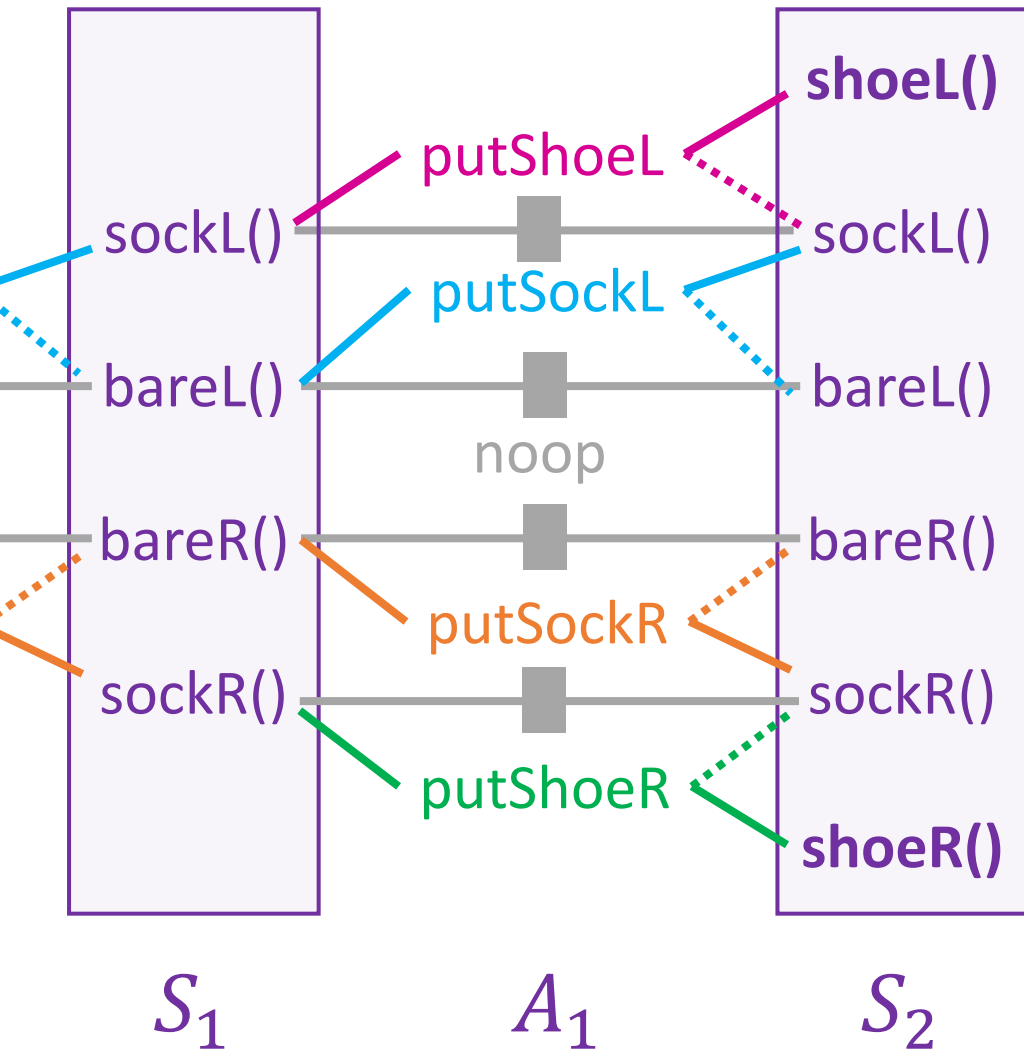 shoeL()
putShoeL
sockL() sockL()
putSockL
bareL() bareL()
noop
bareR() bareR()
putSockR
sockR() sockR()
putShoeR
shoeR()
S₁ A₁ S₂